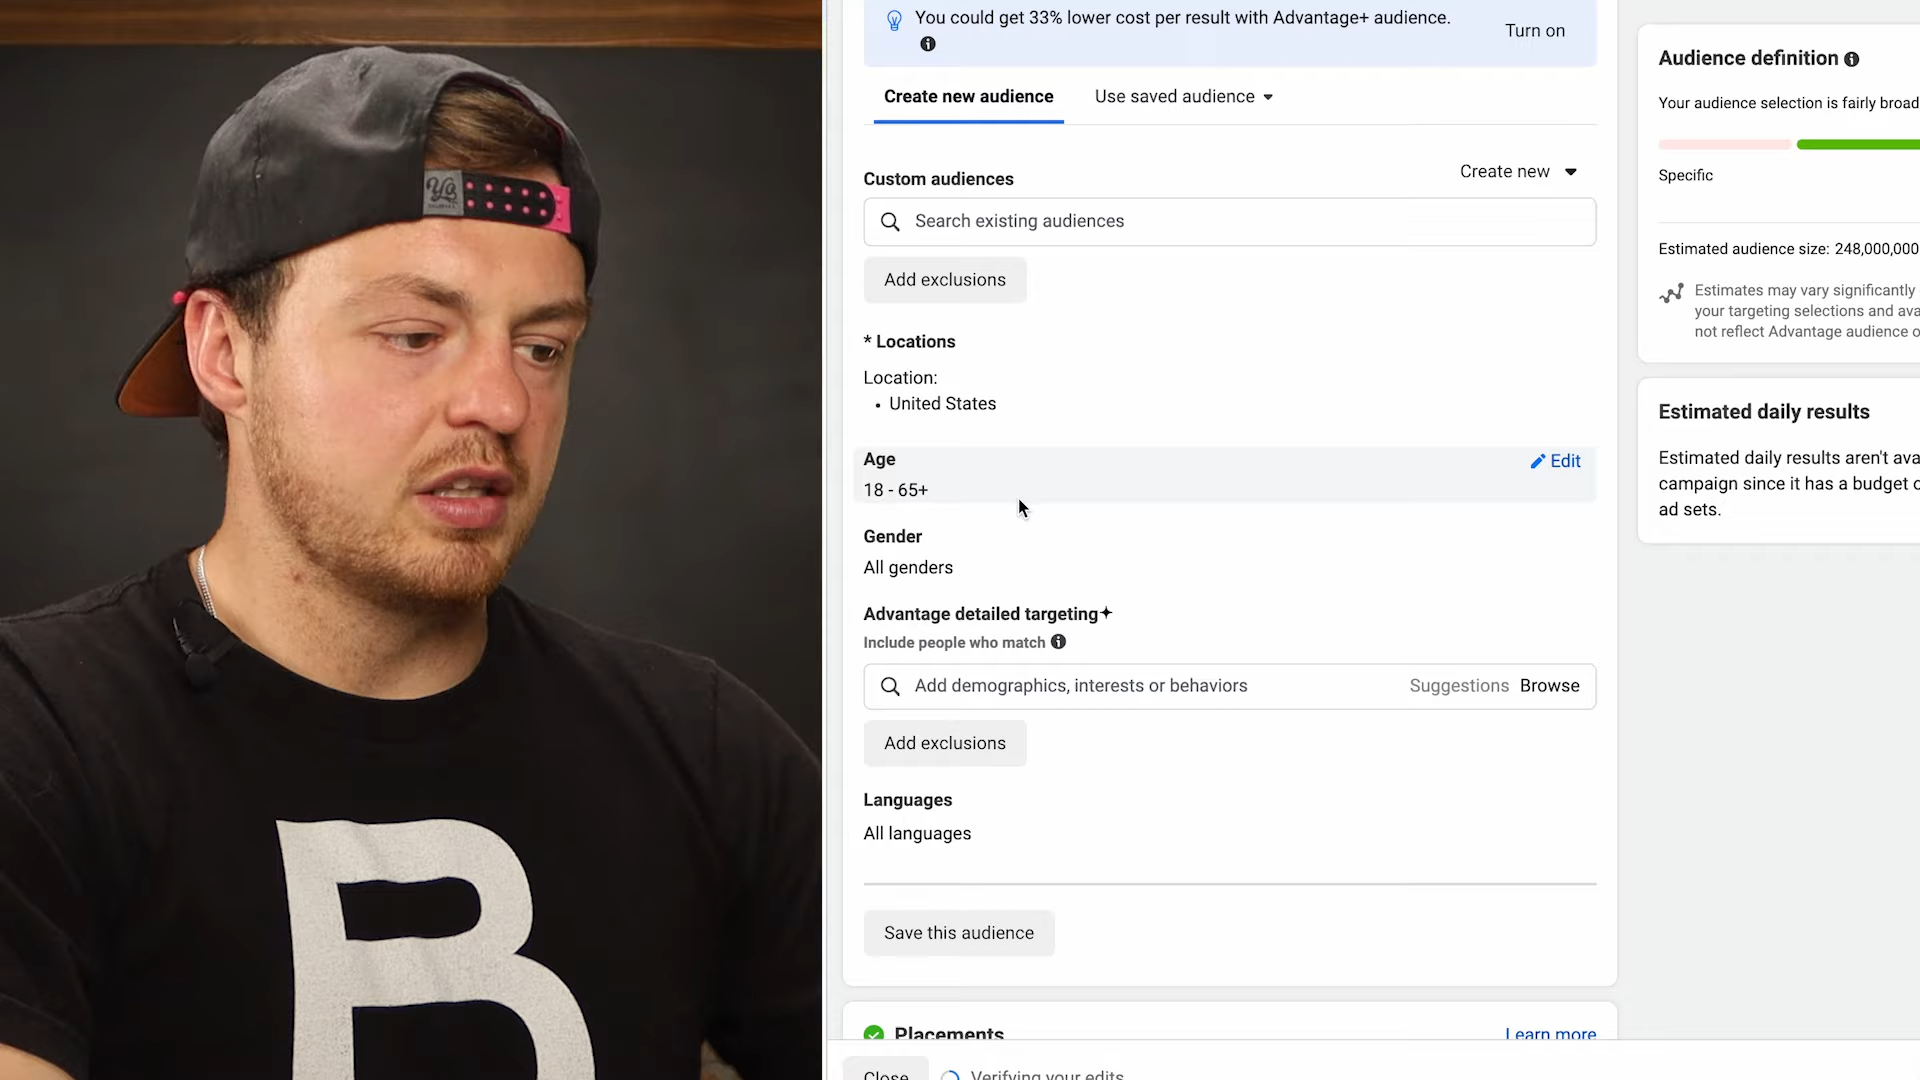 You could get 33% lower cost per result with Advantage+ audience.
Turn on
Create new audience
Use saved audience
Custom audiences
Create new
Search existing audiences
Add exclusions
* Locations
Location:
• United States
Age
Edit
18 - 65+
Gender
All genders
Advantage detailed targeting
Include people who match
Add demographics, interests or behaviors
Suggestions
Browse
Add exclusions
Languages
All languages
Save this audience
Placements
Learn more
Close
Verifying your edits
Audience definition
Your audience selection is fairly broad
Specific
Estimated audience size: 248,000,000
Estimates may vary significantly
your targeting selections and ava
not reflect Advantage audience o
Estimated daily results
Estimated daily results aren't ava
campaign since it has a budget o
ad sets.
Yo
B